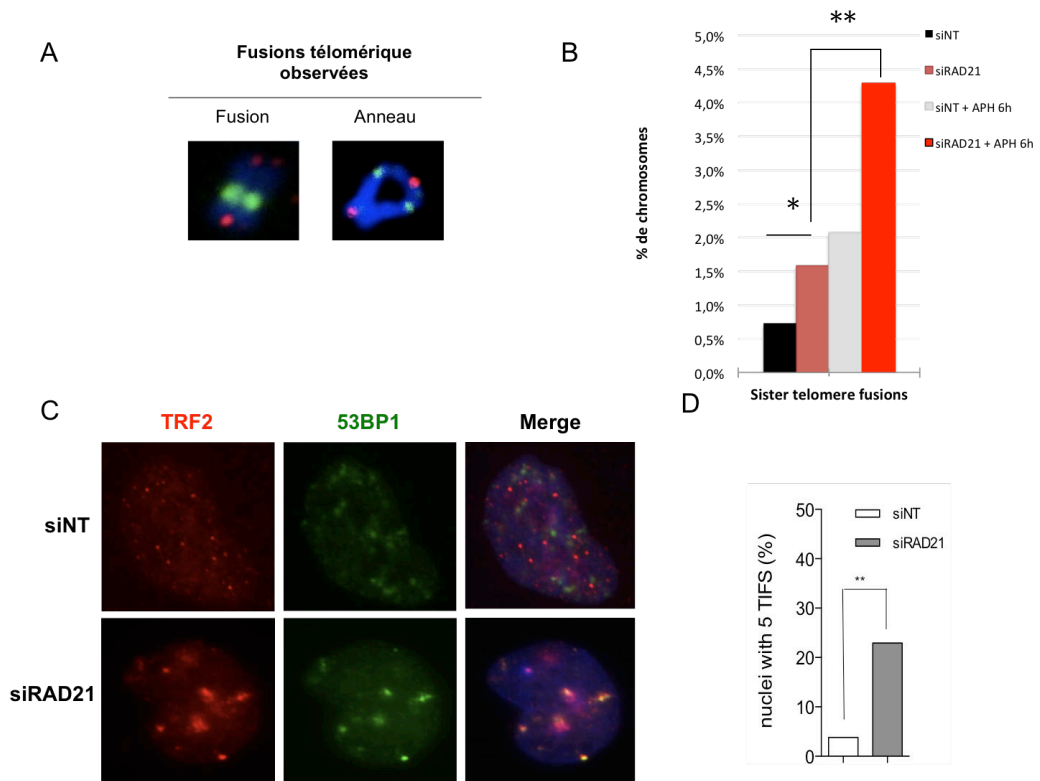 A
Fusions télomérique
observées
Fusion
Anneau
B
**
*
5,0%
4,5%
4,0%
3,5%
3,0%
2,5%
2,0%
1,5%
1,0%
0,5%
0,0%
% de chromosomes
siNT
siRAD21
siNT + APH 6h
siRAD21 + APH 6h
Sister telomere fusions
C
TRF2
53BP1
Merge
siNT
siRAD21
D
50
40
30
20
10
0
nuclei with 5 TIFS (%)
siNT
siRAD21
**